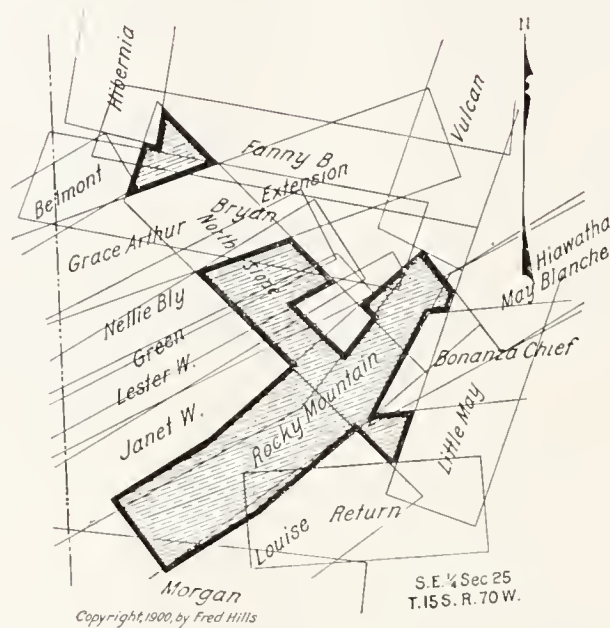 N
Hibernia
Vulcan
Belmont
Fanny B
Extension
Bryan
North
Slope
Grace Arthur
Hiawatha
May Blanche
Nellie Bly
Green
Lester W.
Janet W.
Bonanza Chief
Rocky Mountain
Little May
Louise
Return
Morgan
S.E. ¼ Sec 25
T.15 S. R. 70 W.
Copyright, 1900, by Fred Hills